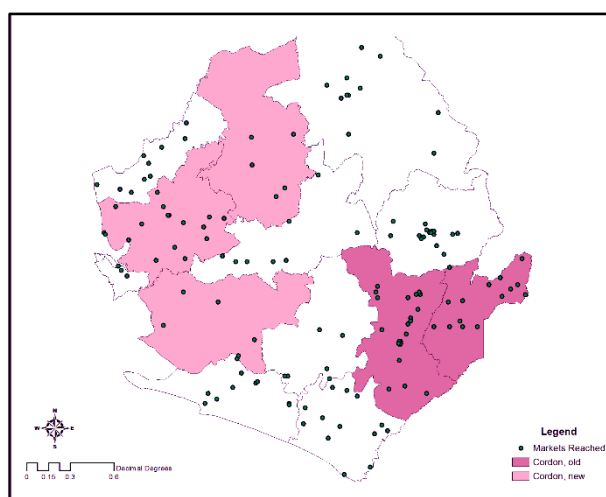 N
W E
S
0 0.15 0.3 0.6
Decimal Degrees
Legend
Markets Reached
Cordon, old
Cordon, new